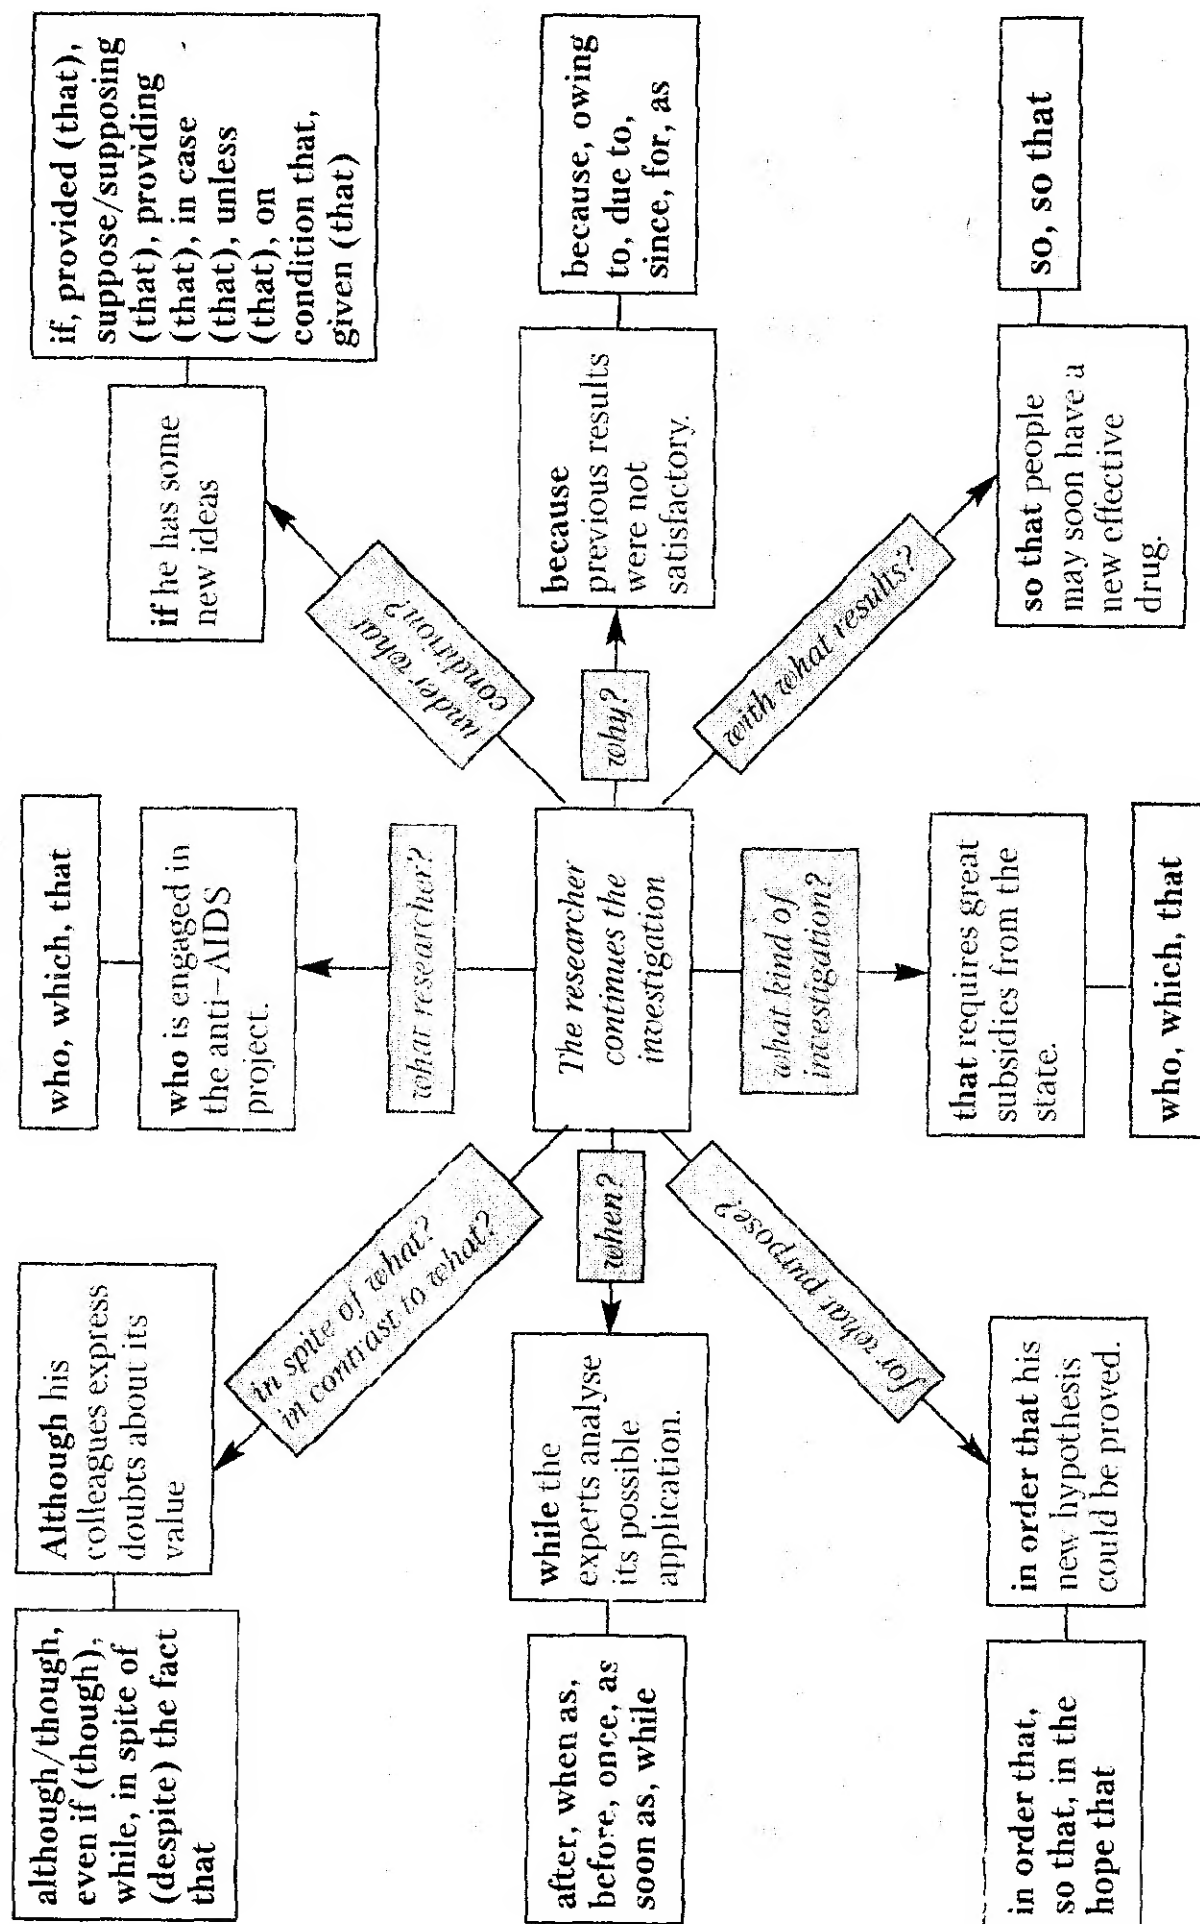 although/though,
even if (though),
while, in spite of
(despite) the fact
that
Although his
colleagues express
doubts about its
value
in spite of what?
in contrast to what?
who, which, that
who is engaged in
the anti-AIDS
project.
what researcher?
if, provided (that),
suppose/supposing
(that), providing
(that), in case
(that), unless
(that), on
condition that,
given (that)
if he has some
new ideas
under what
condition?
after, when as,
before, once, as
soon as, while
while the
experts analyse
its possible
application.
when?
The researcher
continues the
investigation
why?
because
previous results
were not
satisfactory.
because, owing
to, due to,
since, for, as
in order that,
so that, in the
hope that
in order that his
new hypothesis
could be proved.
for what purpose?
what kind of
investigation?
that requires great
subsidies from the
state.
who, which, that
with what results?
so that people
may soon have a
new effective
drug.
so, so that